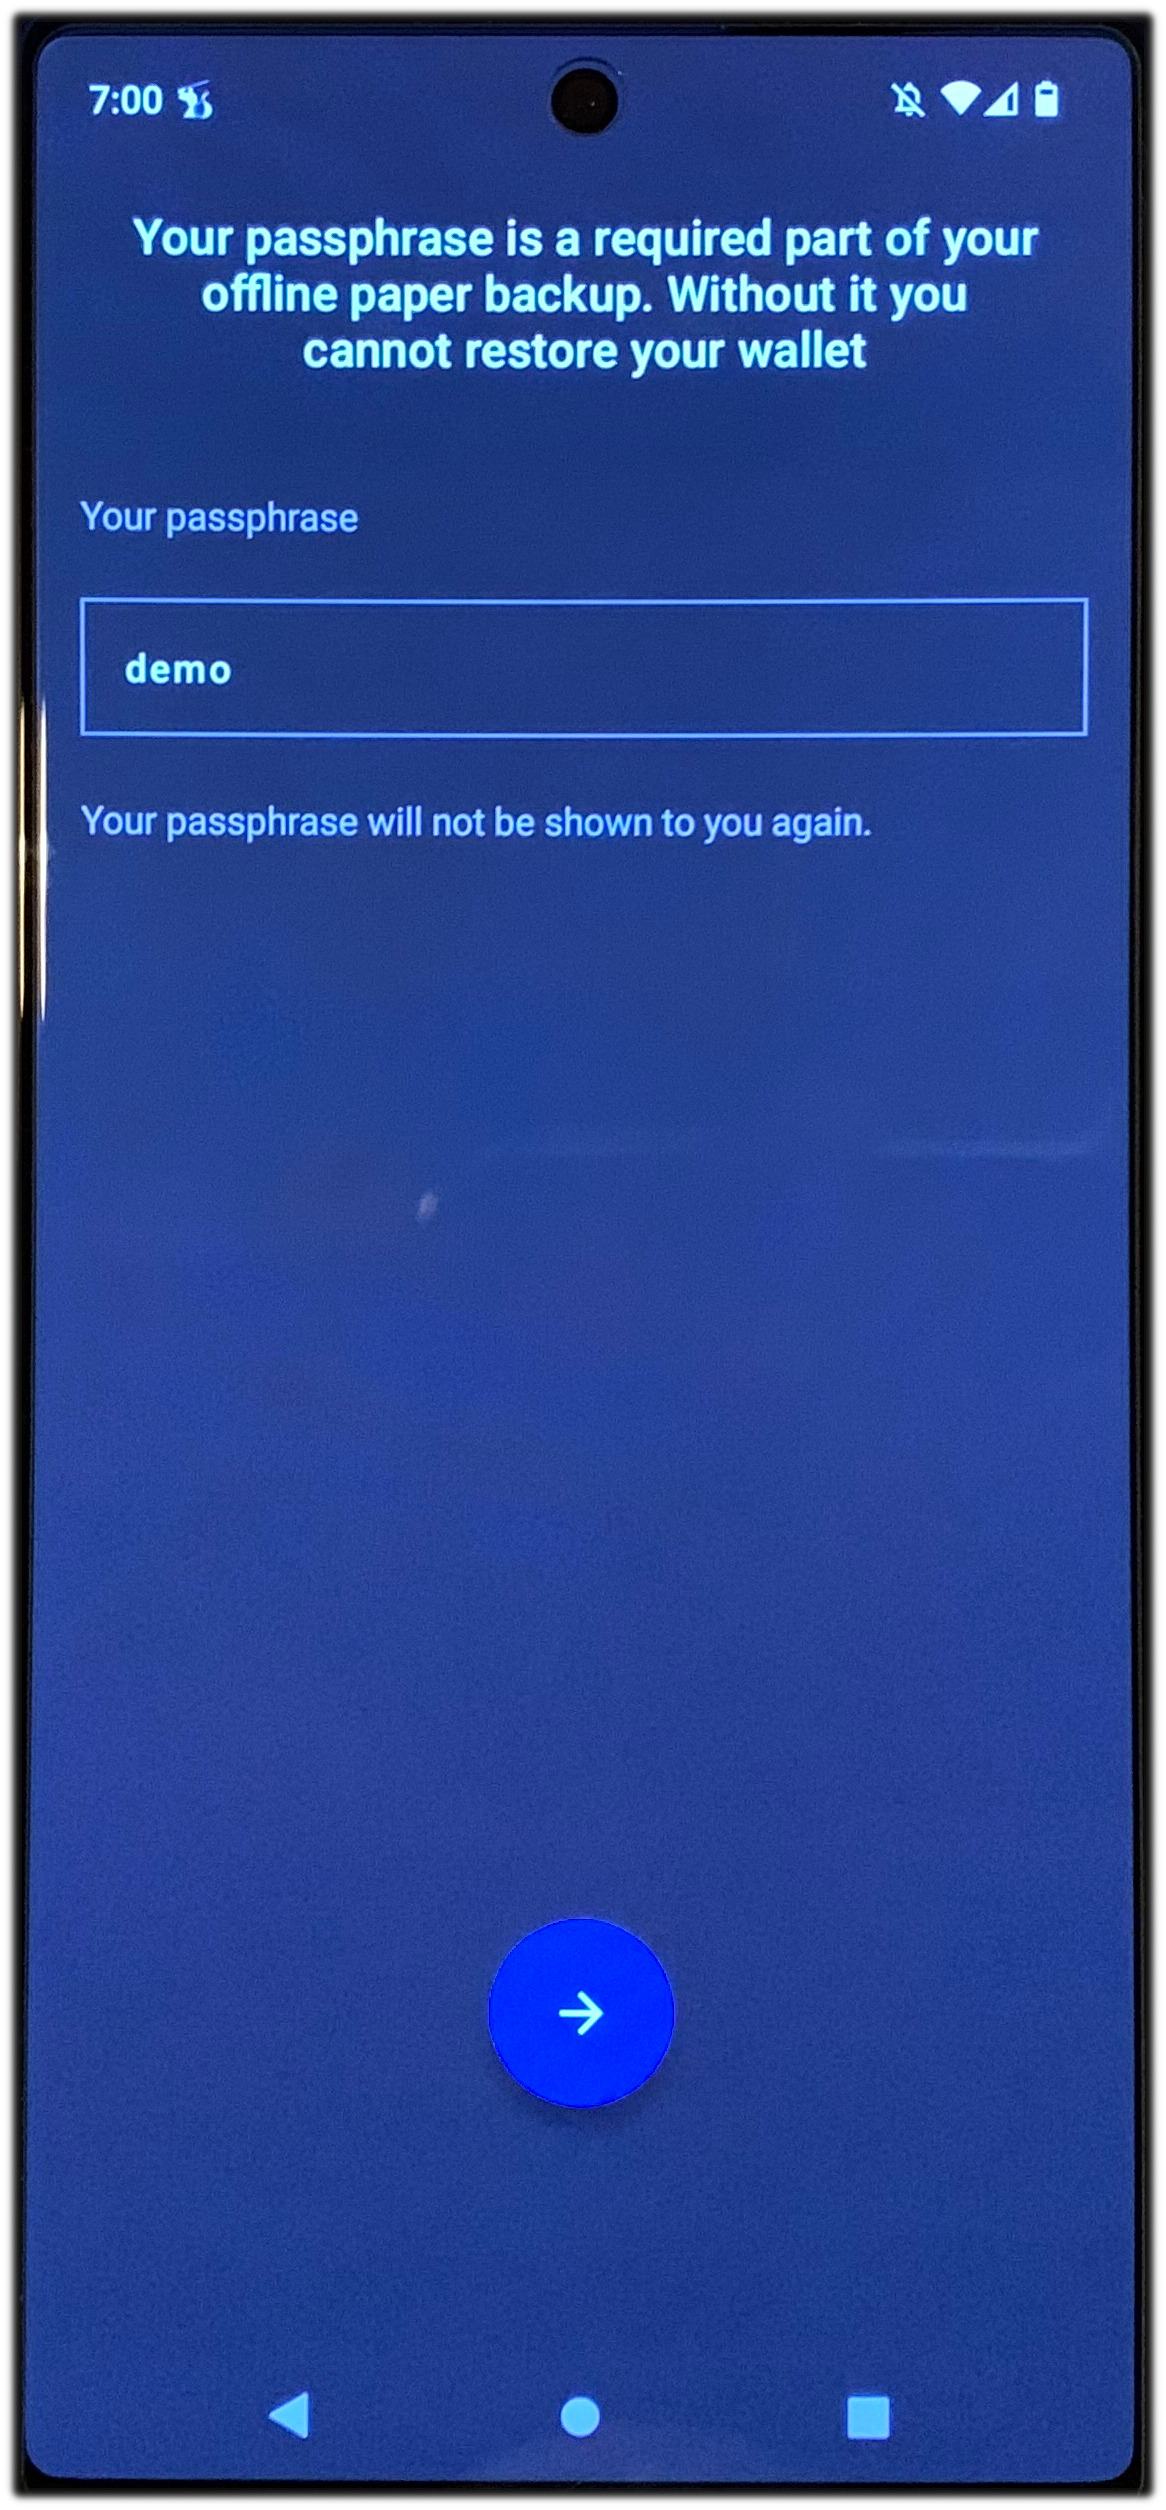 7:00
Your passphrase is a required part of your
offline paper backup. Without it you
cannot restore your wallet
Your passphrase
demo
Your passphrase will not be shown to you again.